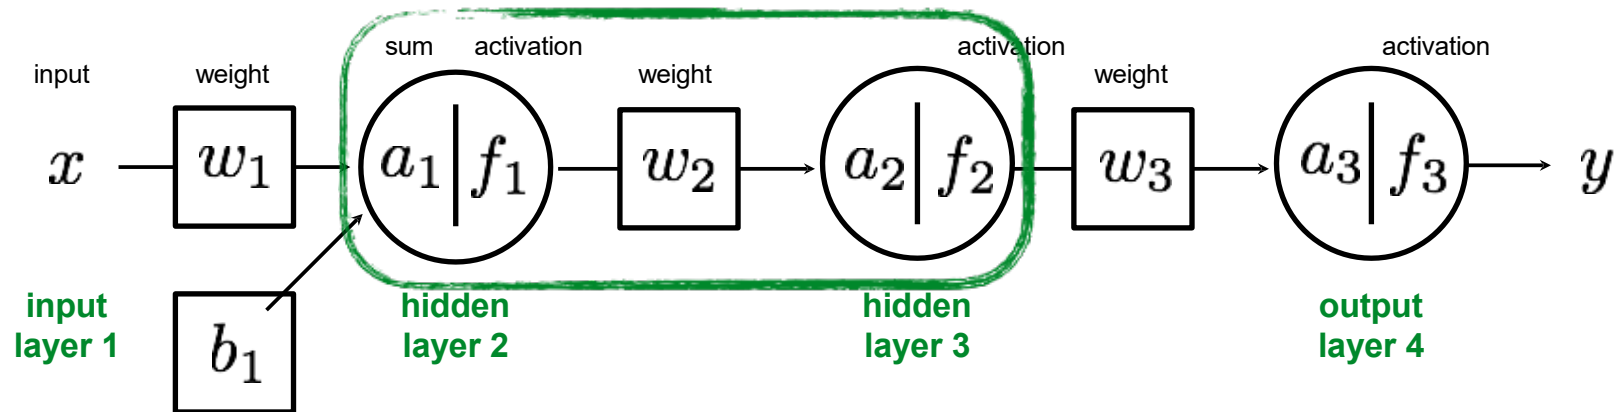 sum activation activation activation
input weight weight weight
x w₁ a₁ f₁ w₂ a₂ f₂ w₃ a₃ f₃ y
input hidden hidden output
layer 1 b₁ layer 2 layer 3 layer 4